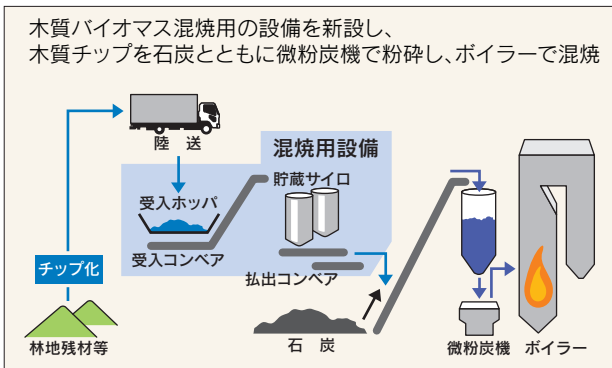 木質バイオマス混焼用の設備を新設し、
木質チップを石炭とともに微粉炭機で粉砕し、ボイラーで混焼
陸 送
混焼用設備
貯蔵サイロ
受入ホッパ
チップ化
受入コンベア
払出コンベア
林地残材等
石 炭
微粉炭機
ボイラー